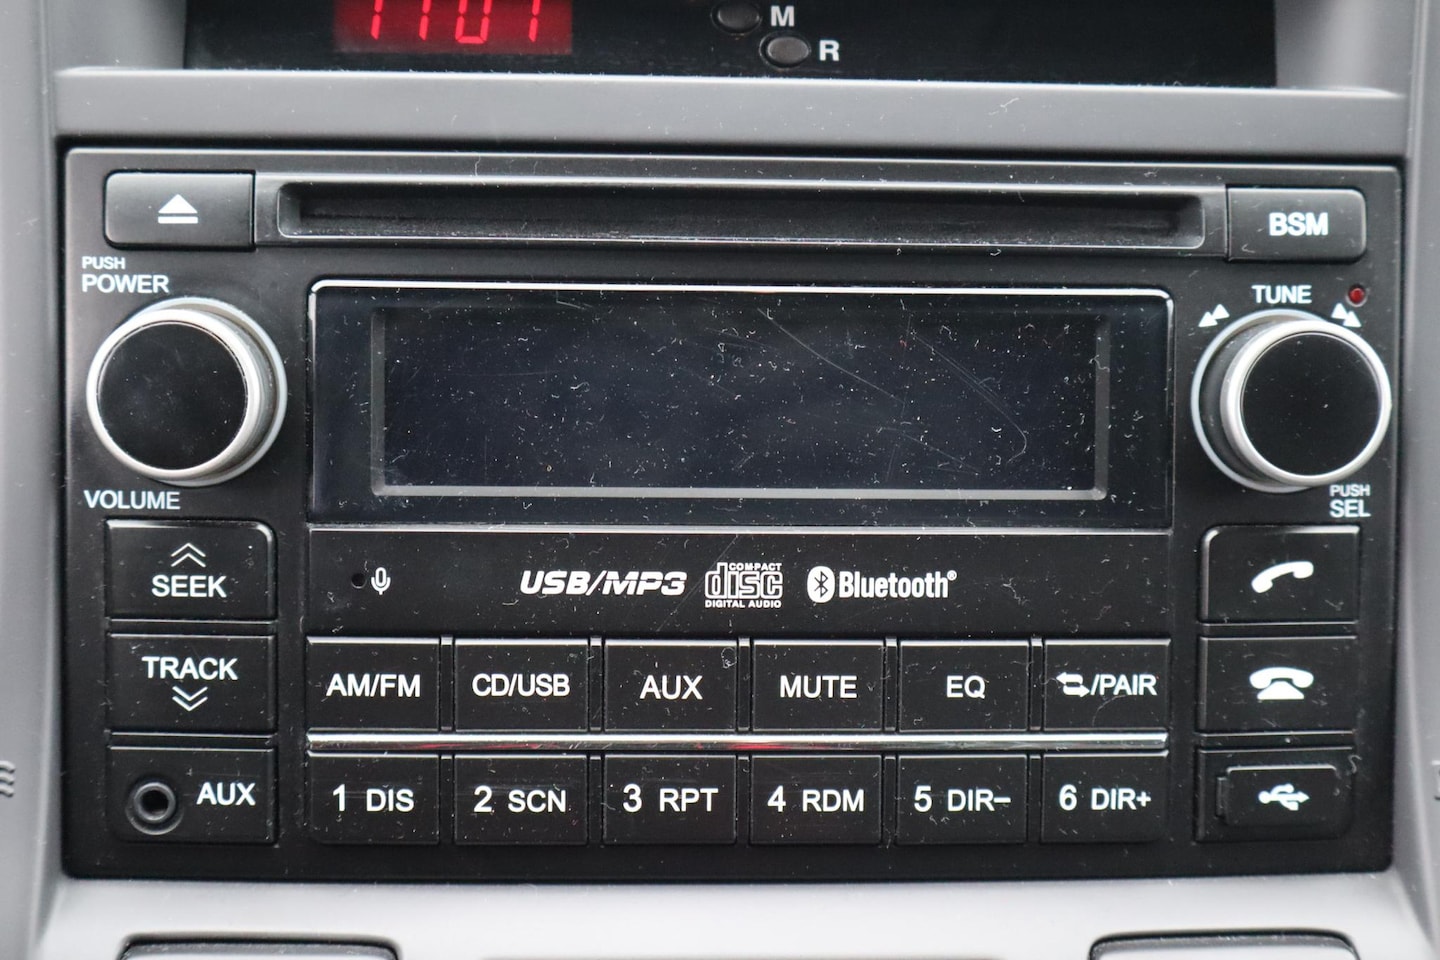 M
R
BSM
PUSH
POWER
TUNE
VOLUME
PUSH
SEL
SEEK
USB/MP3 COMPACT disc DIGITAL AUDIO Bluetooth®
TRACK
AM/FM CD/USB AUX MUTE EQ /PAIR
AUX
1 DIS 2 SCN 3 RPT 4 RDM 5 DIR− 6 DIR+